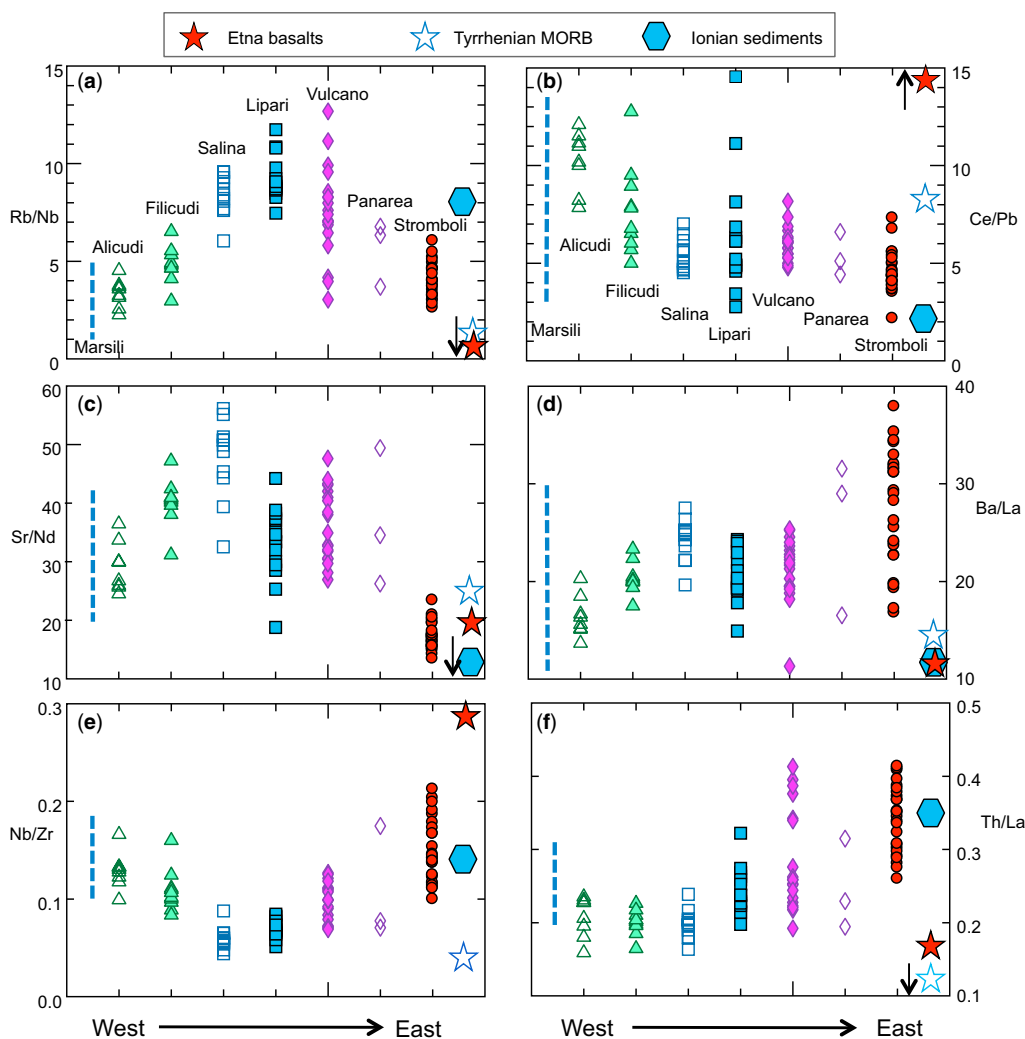 Etna basalts Tyrrhenian MORB Ionian sediments
(a)
15
10
5
0
Rb/Nb
Marsili
Alicudi
Filicudi
Salina
Lipari
Vulcano
Panarea
Stromboli
(b)
15
10
5
0
Ce/Pb
Marsili
Alicudi
Filicudi
Salina
Lipari
Vulcano
Panarea
Stromboli
(c)
60
50
40
30
20
10
Sr/Nd
(d)
40
30
20
10
Ba/La
(e)
0.3
0.2
0.1
0.0
Nb/Zr
(f)
0.5
0.4
0.3
0.2
0.1
Th/La
West East
West East